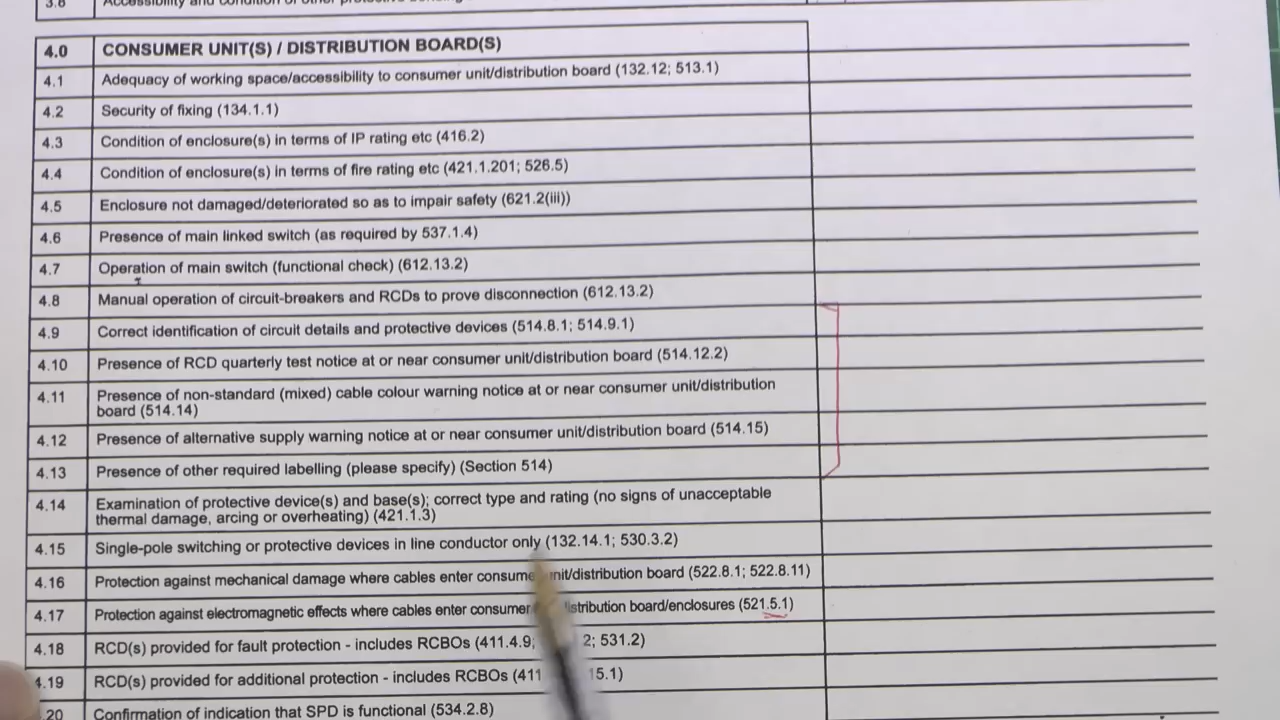 3.8 Accessibility and condition of other protective
4.0 CONSUMER UNIT(S) / DISTRIBUTION BOARD(S)
4.1 Adequacy of working space/accessibility to consumer unit/distribution board (132.12; 513.1)
4.2 Security of fixing (134.1.1)
4.3 Condition of enclosure(s) in terms of IP rating etc (416.2)
4.4 Condition of enclosure(s) in terms of fire rating etc (421.1.201; 526.5)
4.5 Enclosure not damaged/deteriorated so as to impair safety (621.2(iii))
4.6 Presence of main linked switch (as required by 537.1.4)
4.7 Operation of main switch (functional check) (612.13.2)
4.8 Manual operation of circuit-breakers and RCDs to prove disconnection (612.13.2)
4.9 Correct identification of circuit details and protective devices (514.8.1; 514.9.1)
4.10 Presence of RCD quarterly test notice at or near consumer unit/distribution board (514.12.2)
4.11 Presence of non-standard (mixed) cable colour warning notice at or near consumer unit/distribution
board (514.14)
4.12 Presence of alternative supply warning notice at or near consumer unit/distribution board (514.15)
4.13 Presence of other required labelling (please specify) (Section 514)
4.14 Examination of protective device(s) and base(s); correct type and rating (no signs of unacceptable
thermal damage, arcing or overheating) (421.1.3)
4.15 Single-pole switching or protective devices in line conductor only (132.14.1; 530.3.2)
4.16 Protection against mechanical damage where cables enter consumer unit/distribution board (522.8.1; 522.8.11)
4.17 Protection against electromagnetic effects where cables enter consumer distribution board/enclosures (521.5.1)
4.18 RCD(s) provided for fault protection - includes RCBOs (411.4.9; 2; 531.2)
4.19 RCD(s) provided for additional protection - includes RCBOs (411 15.1)
.20 Confirmation of indication that SPD is functional (534.2.8)